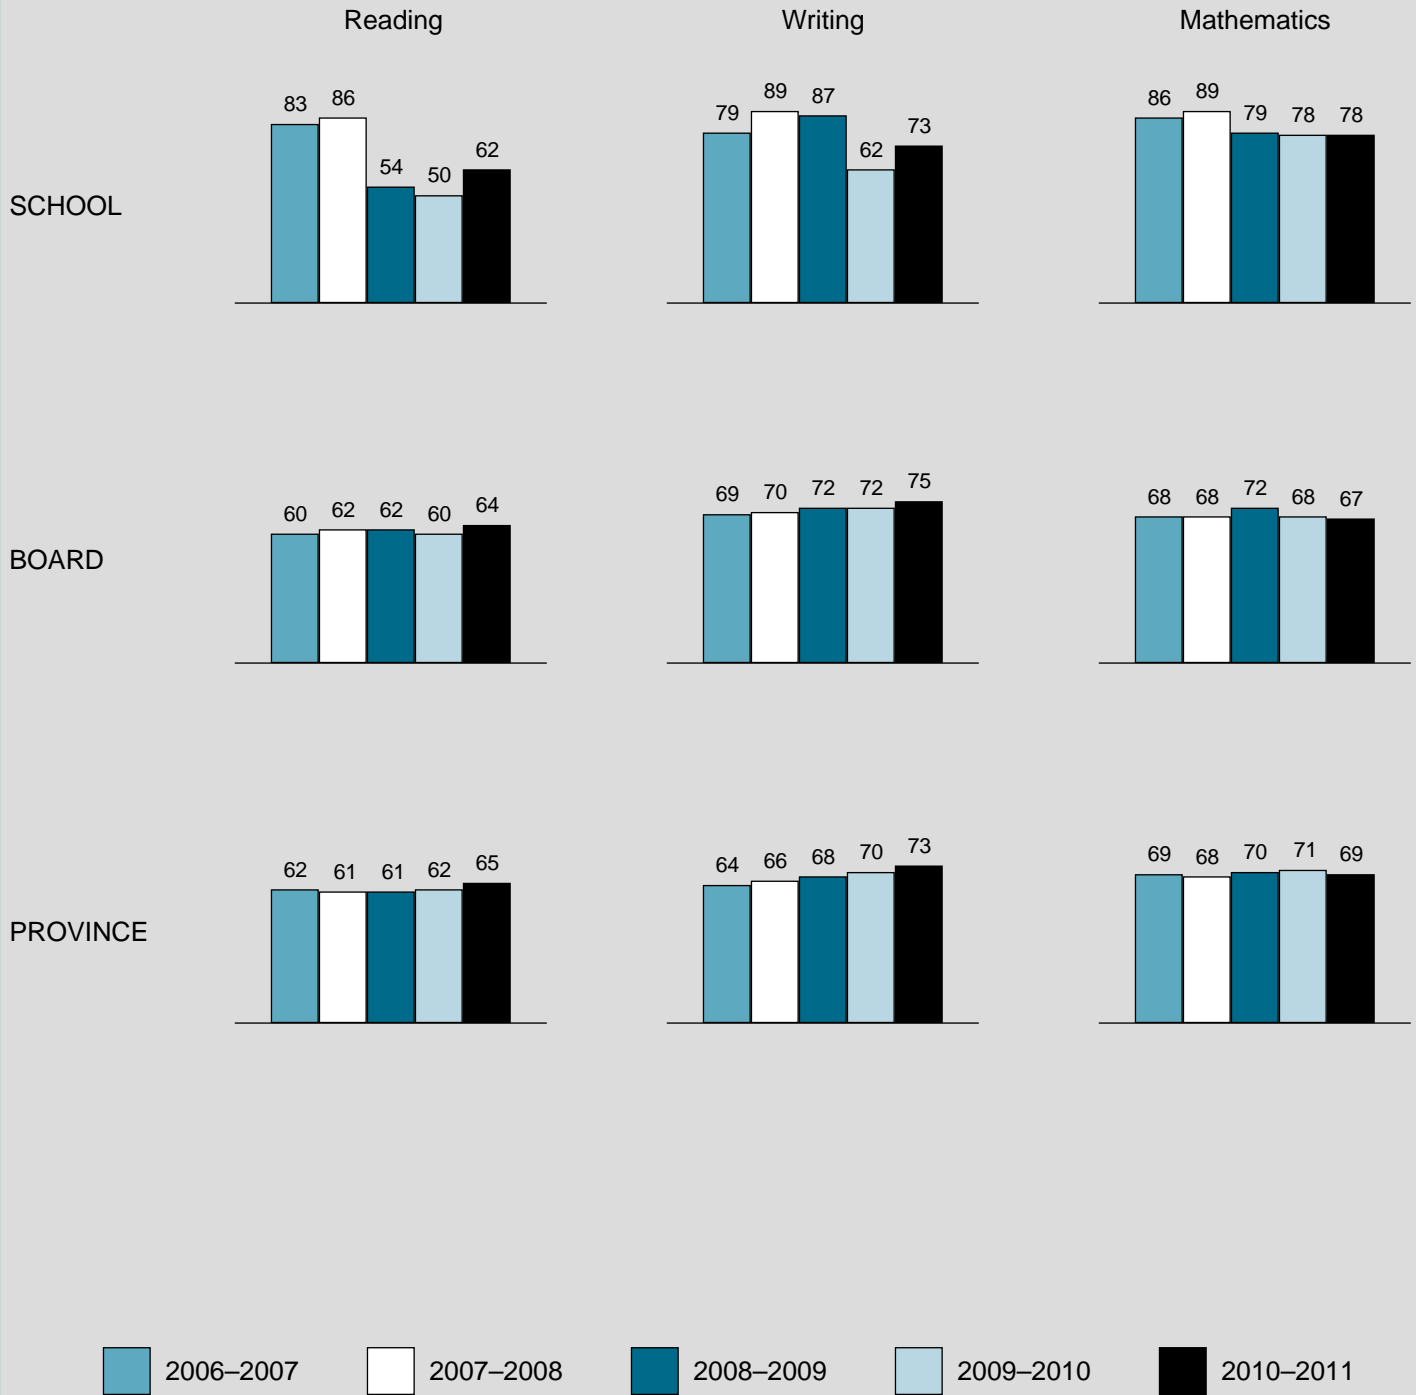 Reading Writing Mathematics
SCHOOL
83 86 54 50 62
79 89 87 62 73
86 89 79 78 78
BOARD
60 62 62 60 64
69 70 72 72 75
68 68 72 68 67
PROVINCE
62 61 61 62 65
64 66 68 70 73
69 68 70 71 69
2006–2007 2007–2008 2008–2009 2009–2010 2010–2011